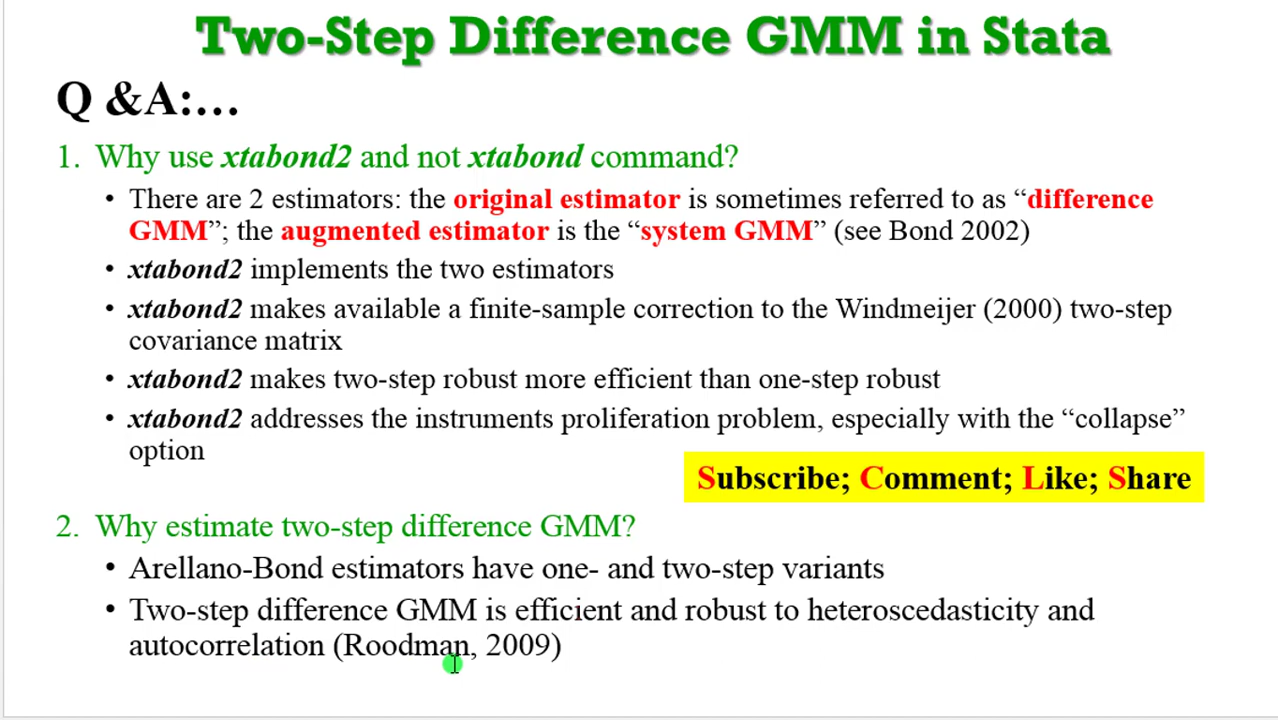 Two-Step Difference GMM in Stata
Q &A:…
1. Why use xtabond2 and not xtabond command?
• There are 2 estimators: the original estimator is sometimes referred to as “difference
GMM”; the augmented estimator is the “system GMM” (see Bond 2002)
• xtabond2 implements the two estimators
• xtabond2 makes available a finite-sample correction to the Windmeijer (2000) two-step
covariance matrix
• xtabond2 makes two-step robust more efficient than one-step robust
• xtabond2 addresses the instruments proliferation problem, especially with the “collapse”
option
Subscribe; Comment; Like; Share
2. Why estimate two-step difference GMM?
• Arellano-Bond estimators have one- and two-step variants
• Two-step difference GMM is efficient and robust to heteroscedasticity and
autocorrelation (Roodman, 2009)